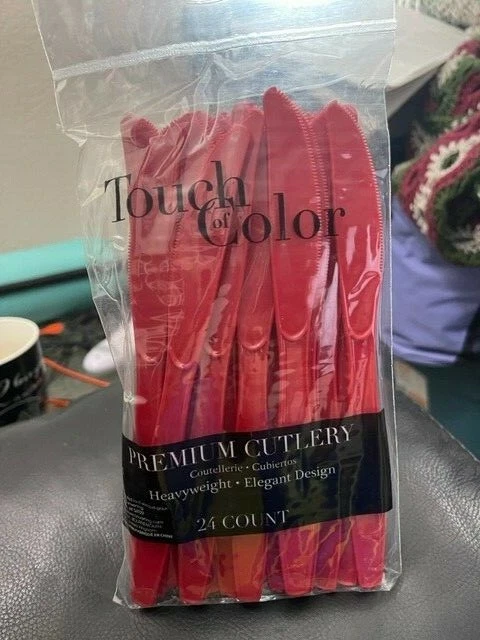 Touch
of
Color
PREMIUM CUTLERY
Coutellerie • Cubiertos
Heavyweight • Elegant Design
24 COUNT